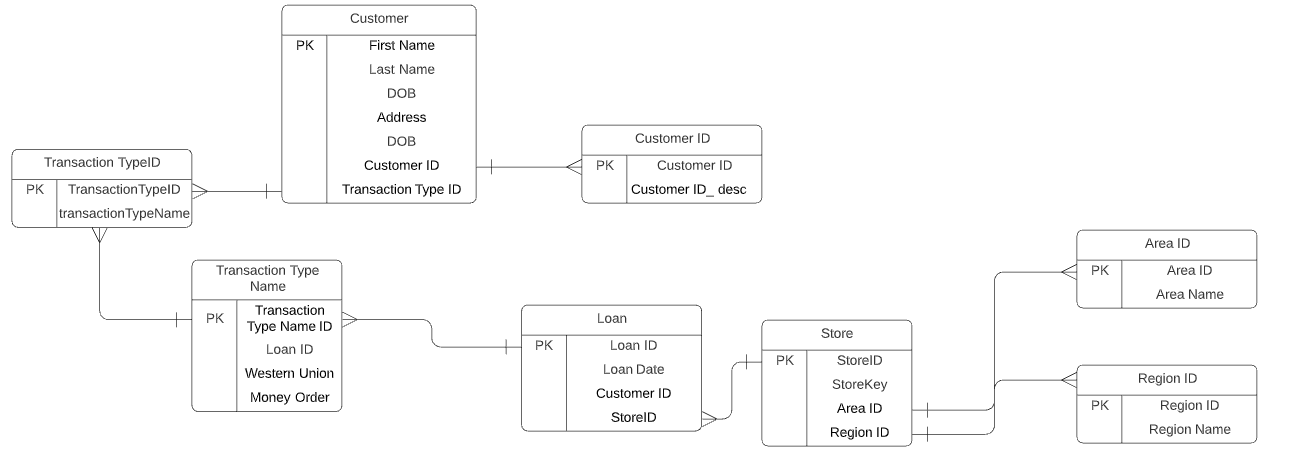 Customer
PK First Name
Last Name
DOB
Address
DOB
Customer ID
Transaction Type ID
Customer ID
PK Customer ID
Customer ID_ desc
Transaction TypeID
PK TransactionTypeID
transactionTypeName
Transaction Type
Name
PK Transaction
Type Name ID
Loan ID
Western Union
Money Order
Loan
PK Loan ID
Loan Date
Customer ID
StoreID
Store
PK StoreID
StoreKey
Area ID
Region ID
Area ID
PK Area ID
Area Name
Region ID
PK Region ID
Region Name